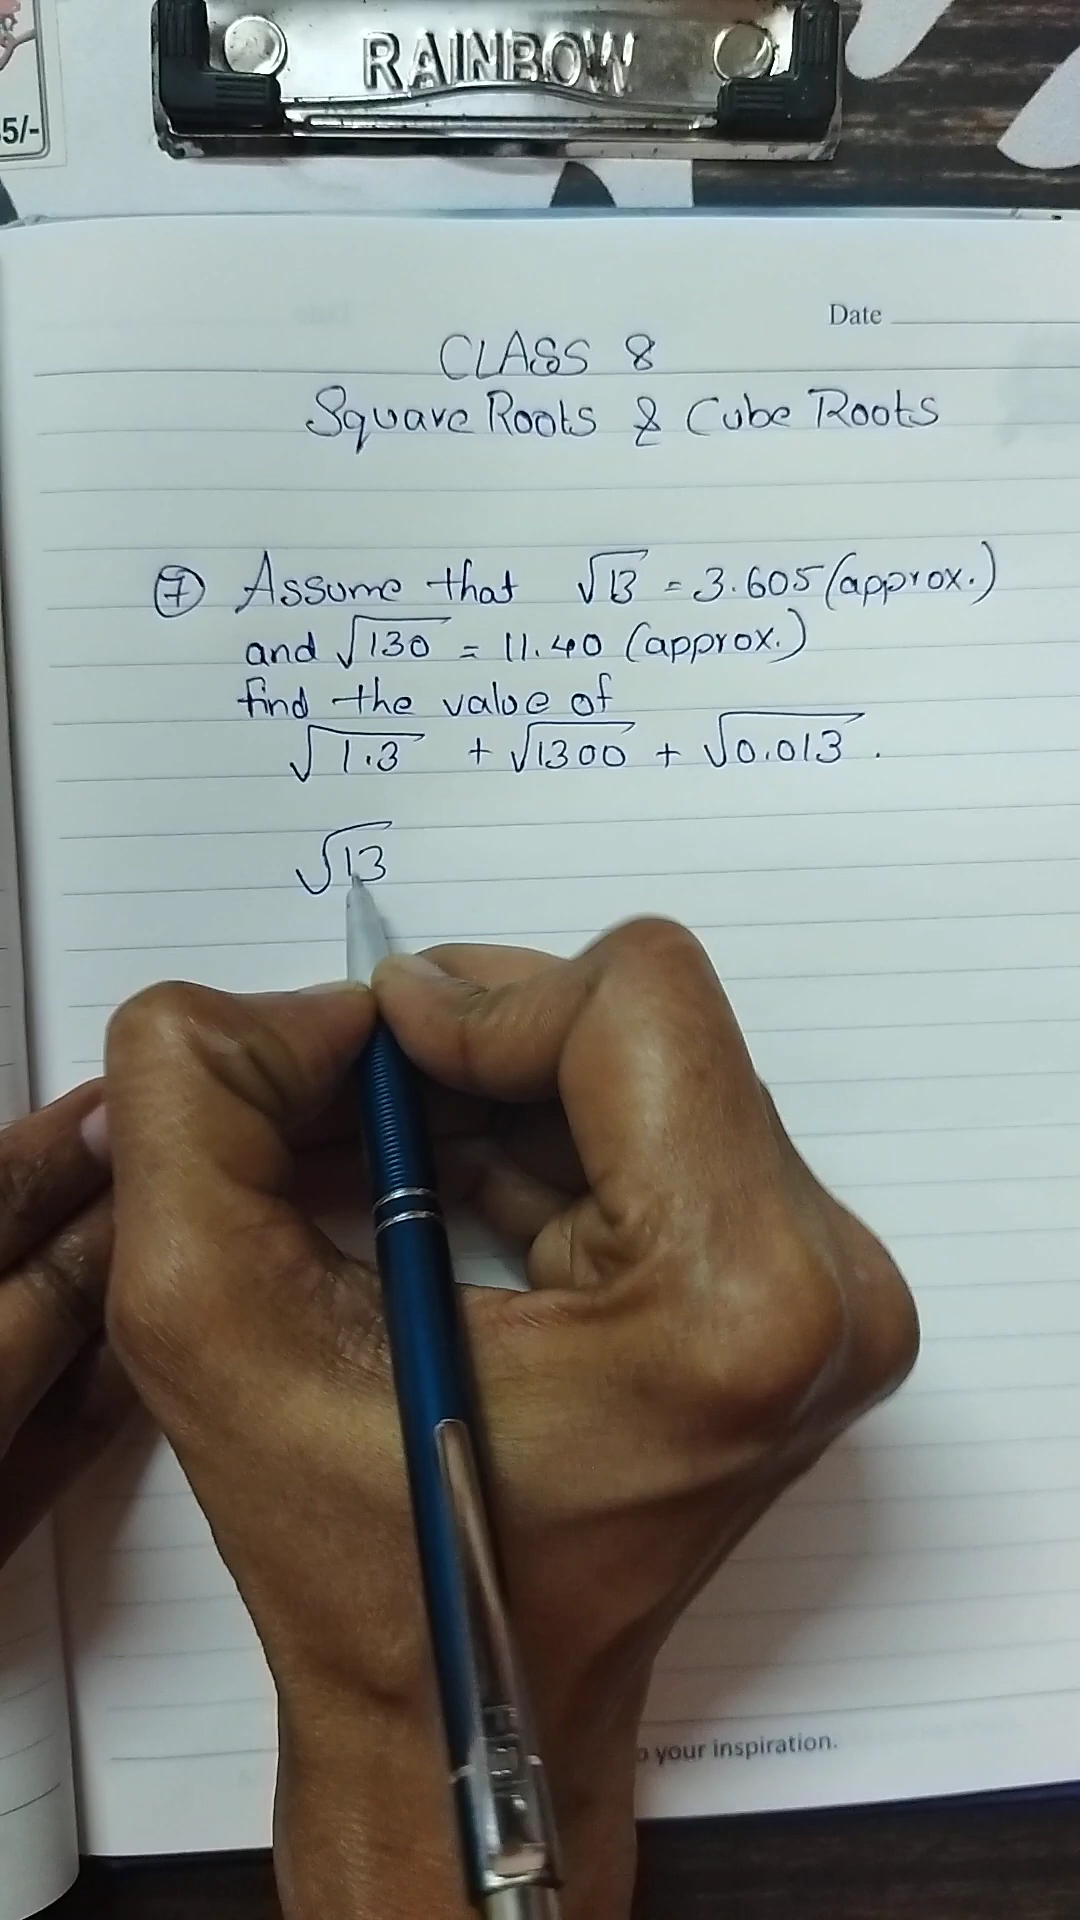 RAINBOW
5/-
Date
CLASS 8
Square Roots & Cube Roots
⑦ Assume that √13 = 3.605 (approx.)
and √130 = 11.40 (approx.)
find the value of
√1.3 + √1300 + √0.013 .
√13
your inspiration.